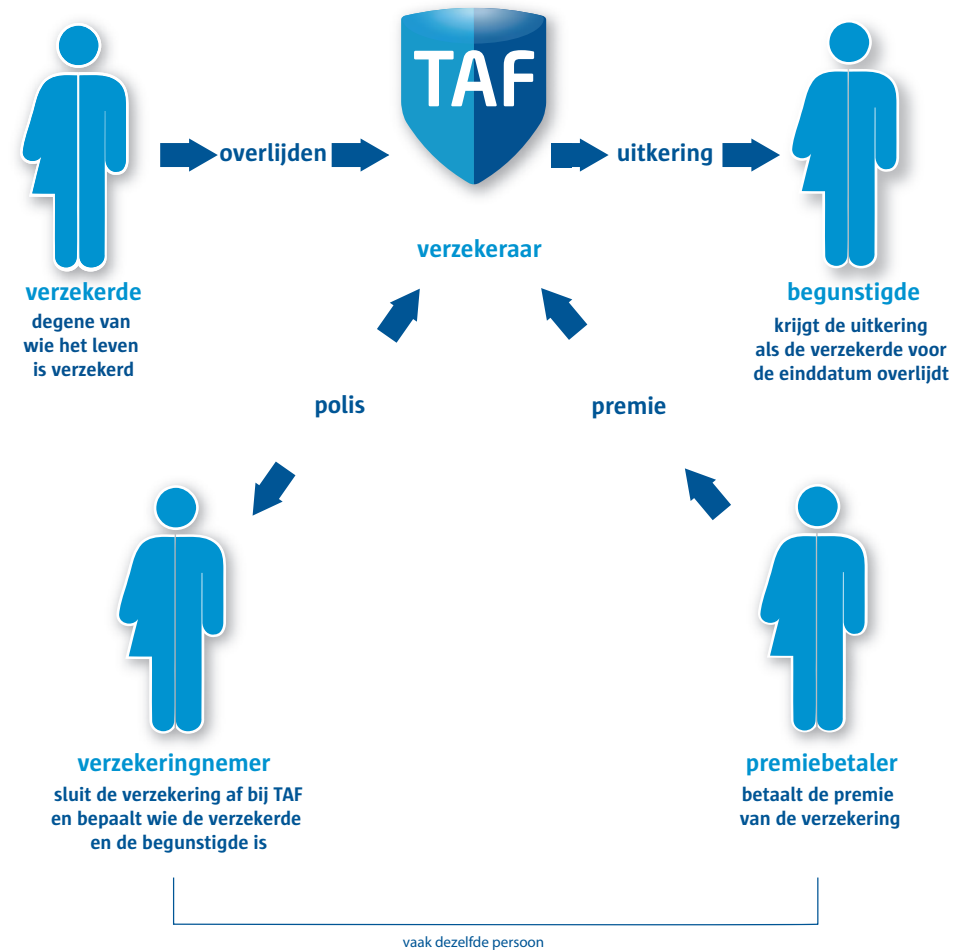 TAF
overlijden
uitkering
verzekeraar
verzekerde
degene van
wie het leven
is verzekerd
begunstigde
krijgt de uitkering
als de verzekerde voor
de einddatum overlijdt
polis
premie
verzekeringnemer
sluit de verzekering af bij TAF
en bepaalt wie de verzekerde
en de begunstigde is
premiebetaler
betaalt de premie
van de verzekering
vaak dezelfde persoon